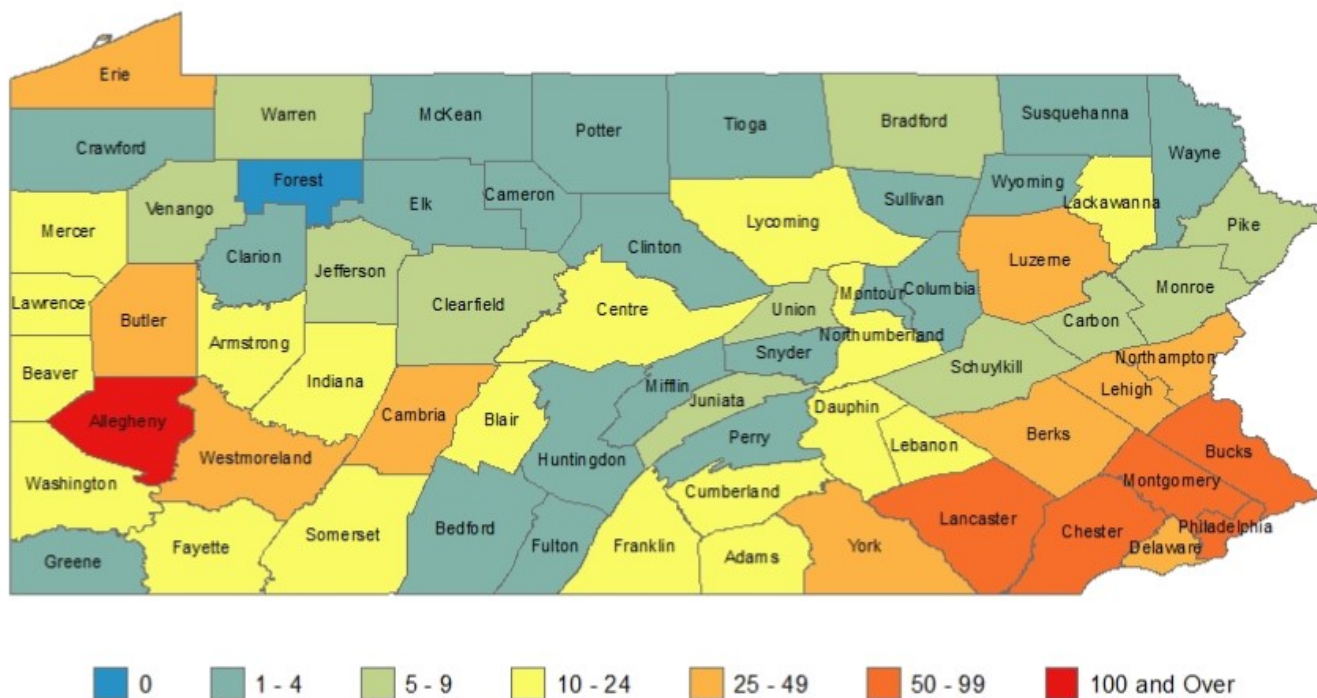 Erie
Warren
McKean
Potter
Tioga
Bradford
Susquehanna
Wayne
Crawford
Forest
Elk
Cameron
Sullivan
Wyoming
Lackawanna
Pike
Mercer
Venango
Clarion
Jefferson
Clearfield
Clinton
Lycoming
Columbia
Montour
Luzerne
Monroe
Lawrence
Butler
Armstrong
Centre
Union
Northumberland
Carbon
Beaver
Indiana
Snyder
Schuylkill
Northampton
Lehigh
Allegheny
Westmoreland
Cambria
Blair
Mifflin
Juniata
Dauphin
Perry
Lebanon
Berks
Bucks
Washington
Huntingdon
Cumberland
Montgomery
Greene
Fayette
Somerset
Bedford
Fulton
Franklin
Adams
York
Lancaster
Chester
Delaware
Philadelphia
0 1 - 4 5 - 9 10 - 24 25 - 49 50 - 99 100 and Over